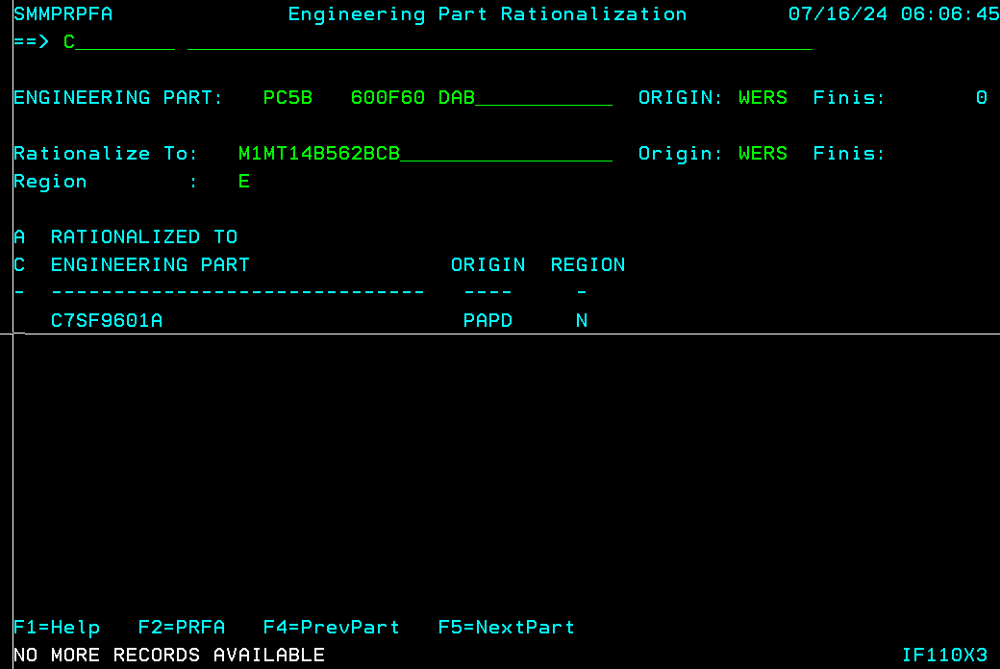 SMMPRPFA Engineering Part Rationalization 07/16/24 06:06:45
==> C________ __________________________________________________
ENGINEERING PART: PC5B 600F60 DAB___________ ORIGIN: WERS Finis: 0
Rationalize To: M1MT14B562BCB_________________ Origin: WERS Finis:
Region : E
A RATIONALIZED TO
C ENGINEERING PART ORIGIN REGION
- ------------------------------ ---- -
C7SF9601A PAPD N
F1=Help F2=PRFA F4=PrevPart F5=NextPart
NO MORE RECORDS AVAILABLE IF110X3